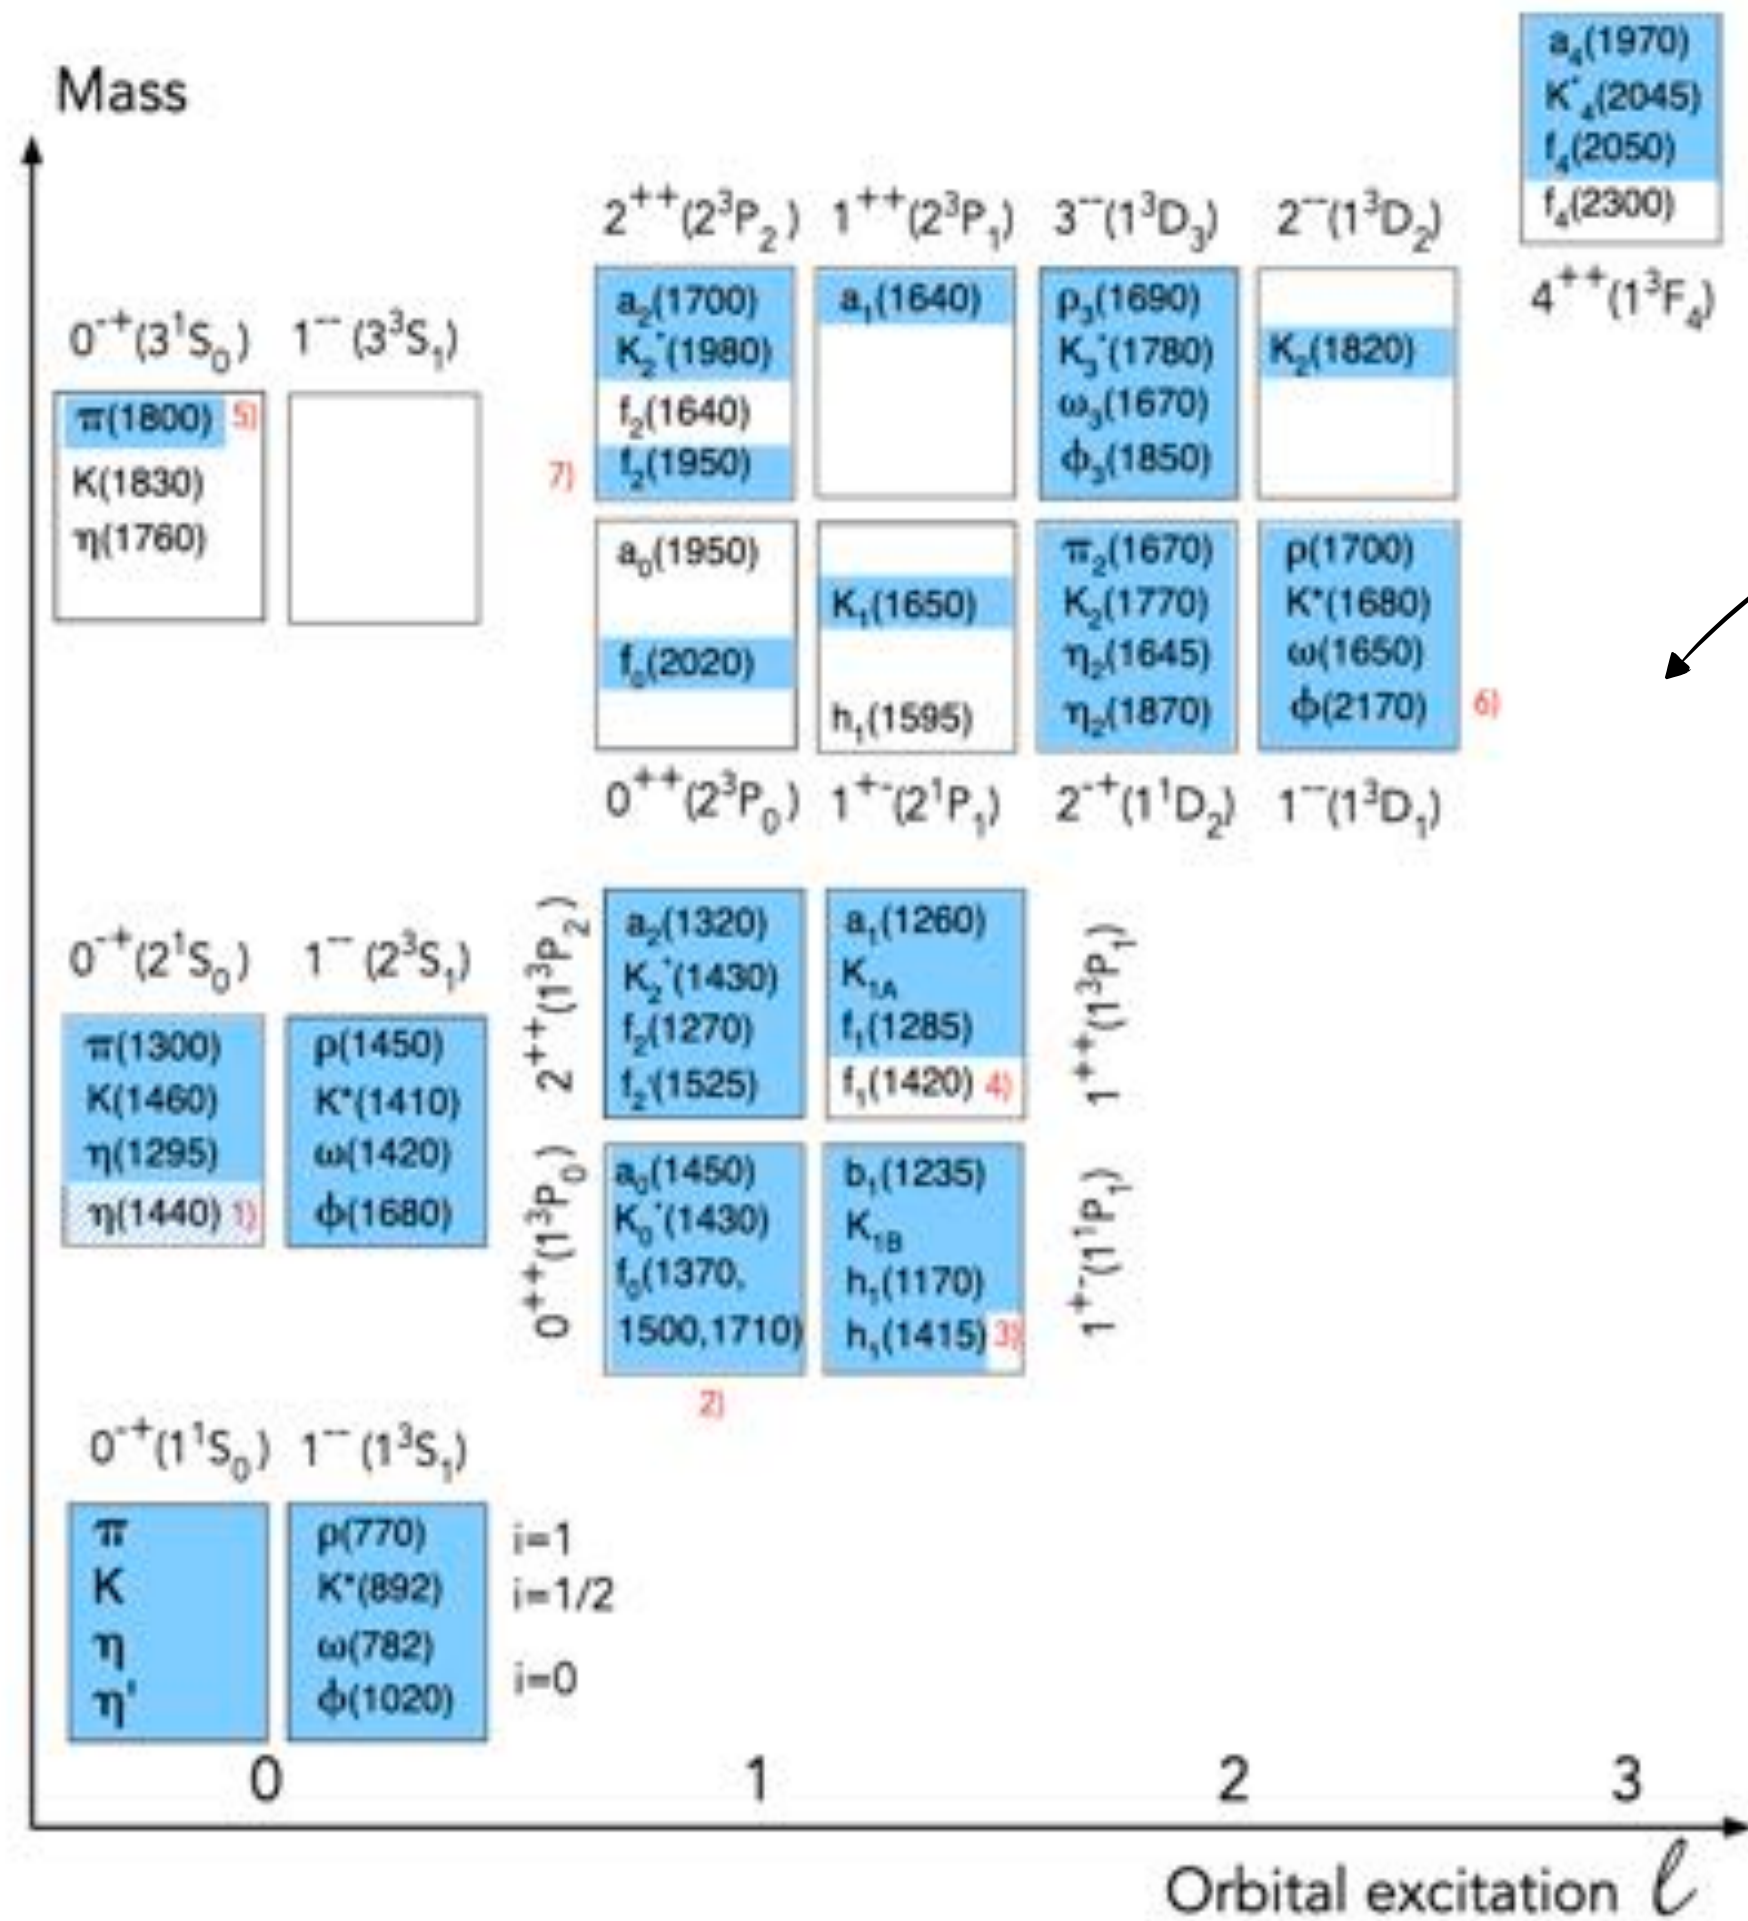 Mass
a₄(1970)
K*₄(2045)
f₄(2050)
f₄(2300)
4⁺⁺(1³F₄)
2⁺⁺(2³P₂) 1⁺⁺(2³P₁) 3⁻⁻(1³D₃) 2⁻⁻(1³D₂)
a₂(1700)
K₂*(1980)
f₂(1640)
f₂(1950)
7)
a₁(1640)
ρ₃(1690)
K₃*(1780)
ω₃(1670)
ϕ₃(1850)
K₂(1820)
0⁻⁺(3¹S₀) 1⁻⁻(3³S₁)
π(1800) 5)
K(1830)
η(1760)
a₀(1950)
f₀(2020)
K₁(1650)
h₁(1595)
π₂(1670)
K₂(1770)
η₂(1645)
η₂(1870)
ρ(1700)
K*(1680)
ω(1650)
ϕ(2170) 6)
0⁺⁺(2³P₀) 1⁺⁻(2¹P₁) 2⁻⁺(1¹D₂) 1⁻⁻(1³D₁)
0⁻⁺(2¹S₀) 1⁻⁻(2³S₁)
π(1300)
K(1460)
η(1295)
η(1440) 1)
ρ(1450)
K*(1410)
ω(1420)
ϕ(1680)
2⁺⁺(1³P₂)
a₂(1320)
K₂*(1430)
f₂(1270)
f₂'(1525)
a₁(1260)
K₁A
f₁(1285)
f₁(1420) 4)
1⁺⁺(1³P₁)
0⁺⁺(1³P₀)
a₀(1450)
K₀*(1430)
f₀(1370,
1500,1710)
2)
b₁(1235)
K₁B
h₁(1170)
h₁(1415) 3)
1⁺⁻(1¹P₁)
0⁻⁺(1¹S₀) 1⁻⁻(1³S₁)
π
K
η
η'
ρ(770)
K*(892)
ω(782)
ϕ(1020)
i=1
i=1/2
i=0
0 1 2 3
Orbital excitation ℓ